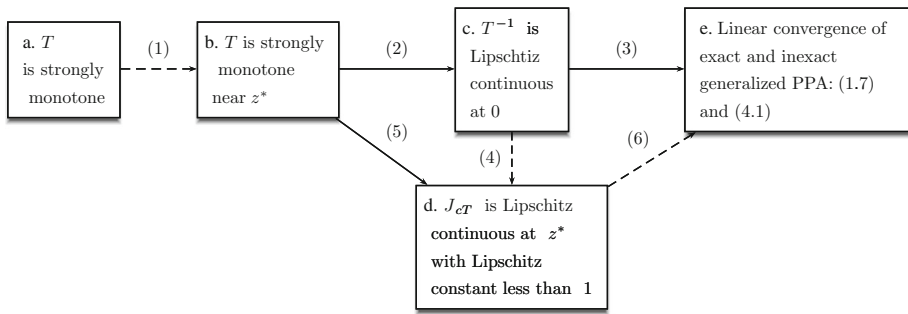 a. T
is strongly
monotone
(1)
b. T is strongly
monotone
near z*
(2)
c. T⁻¹ is
Lipschtiz
continuous
at 0
(3)
e. Linear convergence of
exact and inexact
generalized PPA: (1.7)
and (4.1)
(5)
(4)
(6)
d. J_{cT} is Lipschitz
continuous at z*
with Lipschitz
constant less than 1